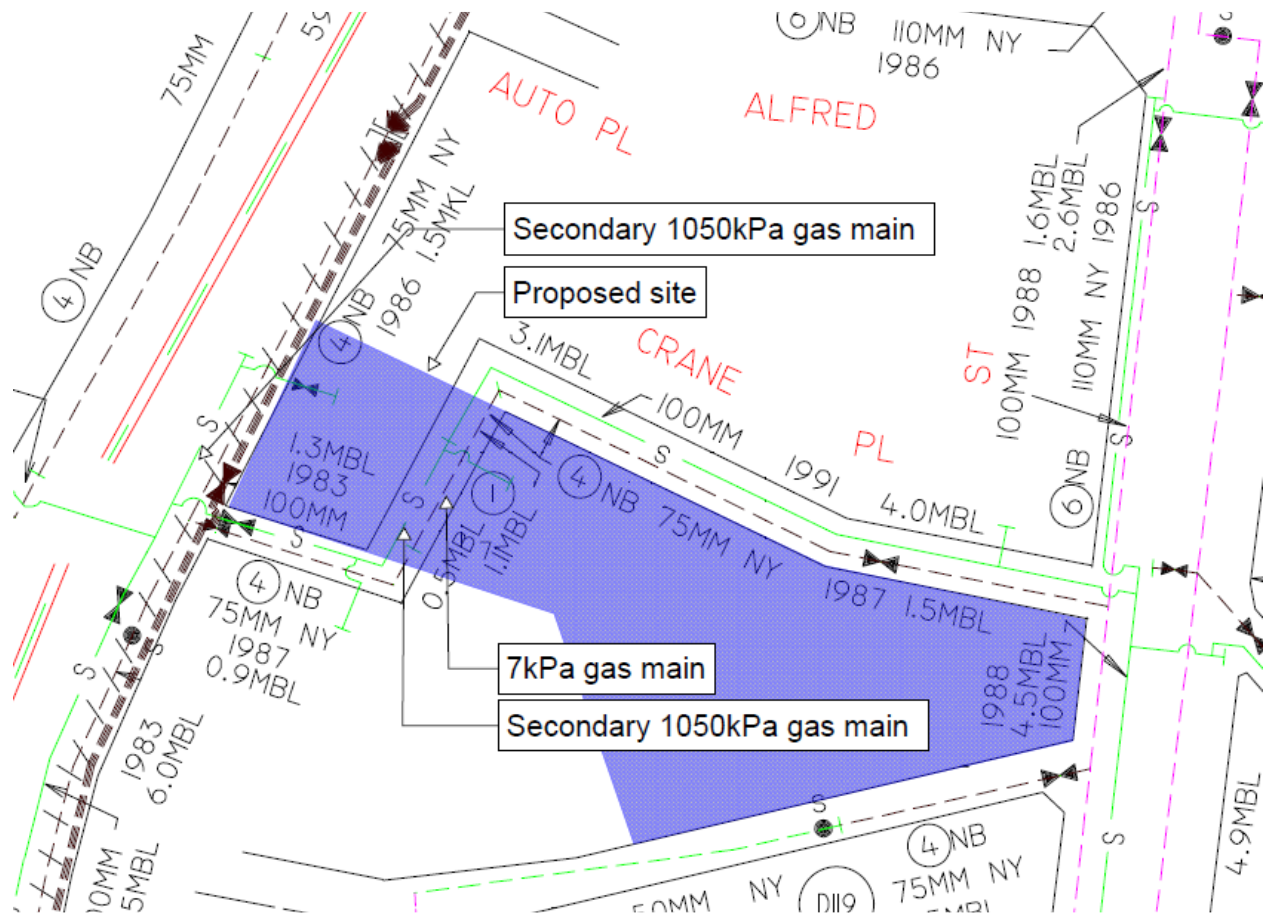 75MM
59
6 NB 110MM NY
1986
AUTO PL
ALFRED
4 NB
75MM NY
1.5MKL
4 NB
1986
Secondary 1050kPa gas main
Proposed site
3.1MBL
CRANE
100MM
S
1991
PL
4.0MBL
ST
1.6MBL
2.6MBL
100MM 1988
110MM NY 1986
6 NB
S
S
S
S
1.3MBL
1983
100MM
S
S
1
0.5MBL
1.1MBL
4 NB 75MM NY
1987 1.5MBL
1988
4.5MBL
100MM
4 NB
75MM NY
1987
0.9MBL
7kPa gas main
Secondary 1050kPa gas main
S
S
1983
6.0MBL
S
S
4 NB
75MM NY
50MM NY
D119
4.9MBL